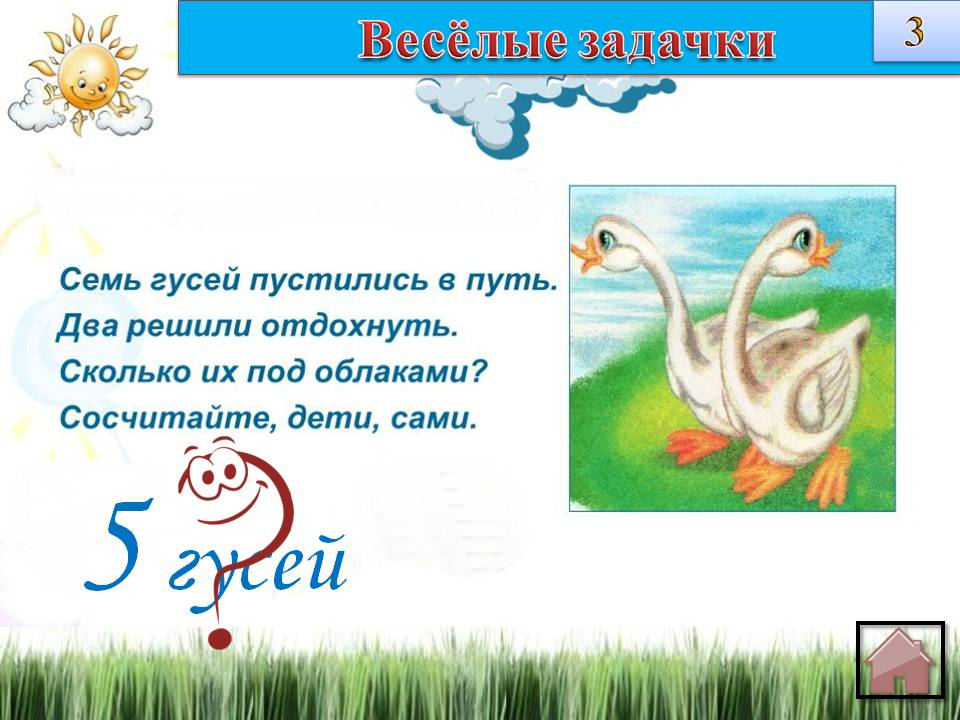 Весёлые задачки
3
Семь гусей пустились в путь.
Два решили отдохнуть.
Сколько их под облаками?
Сосчитайте, дети, сами.
5 гусей
?